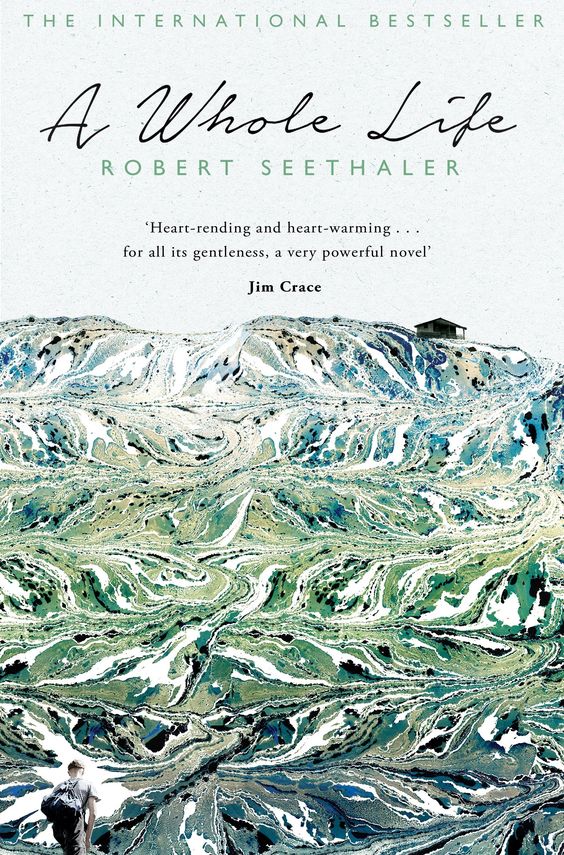 THE INTERNATIONAL BESTSELLER
A Whole Life
ROBERT SEETHALER
‘Heart-rending and heart-warming . . .
for all its gentleness, a very powerful novel’
Jim Crace